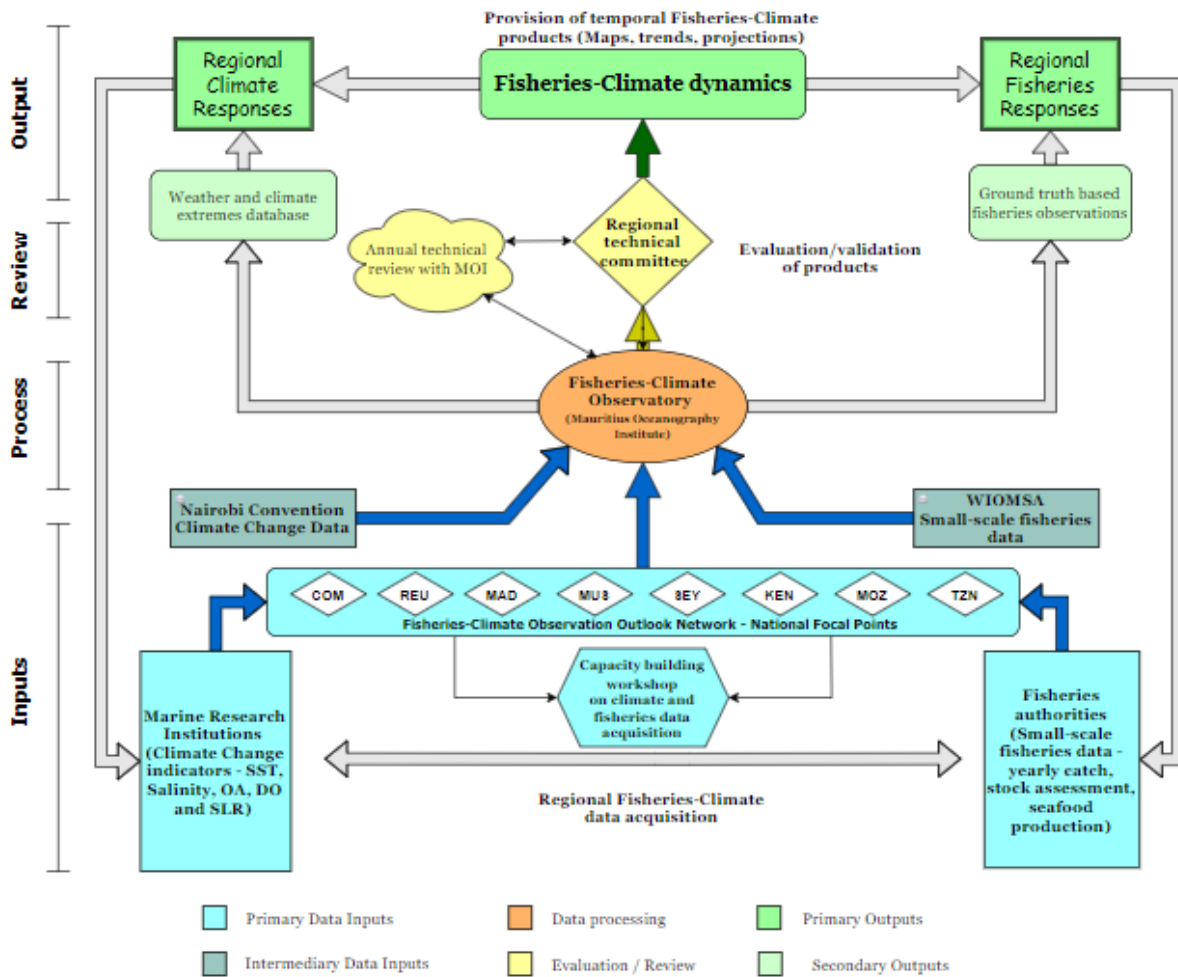 Provision of temporal Fisheries-Climate
products (Maps, trends, projections)
Output
Regional
Climate
Responses
Fisheries-Climate dynamics
Regional
Fisheries
Responses
Weather and climate
extremes database
Ground truth based
fisheries observations
Review
Annual technical
review with MOI
Regional
technical
committee
Evaluation/validation
of products
Process
Fisheries-Climate
Observatory
(Mauritius Oceanography
Institute)
Nairobi Convention
Climate Change Data
WIOMSA
Small-scale fisheries
data
Inputs
COM REU MAD MUS SEY KEN MOZ TZN
Fisheries-Climate Observation Outlook Network - National Focal Points
Capacity building
workshop
on climate and
fisheries data
acquisition
Marine Research
Institutions
(Climate Change
indicators - SST,
Salinity, OA, DO
and SLR)
Fisheries
authorities
(Small-scale
fisheries data -
yearly catch,
stock assessment,
seafood
production)
Regional Fisheries-Climate
data acquisition
Primary Data Inputs
Data processing
Primary Outputs
Intermediary Data Inputs
Evaluation / Review
Secondary Outputs